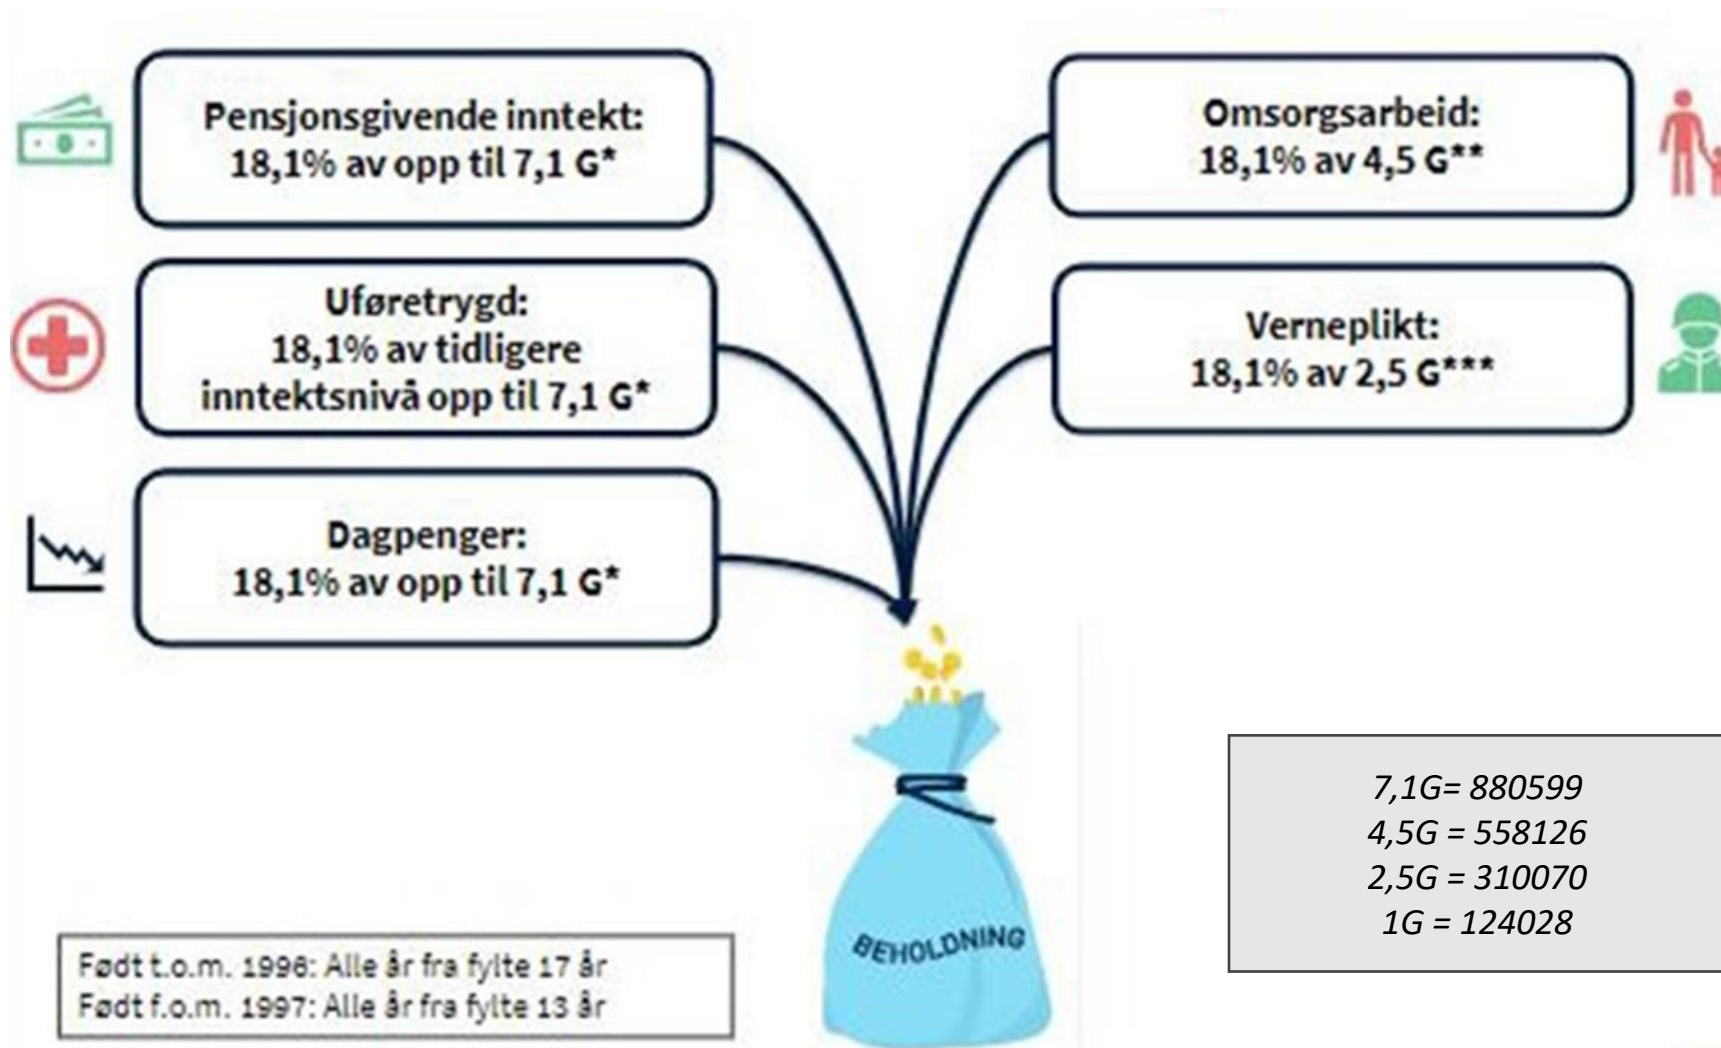 Pensjonsgivende inntekt:
18,1% av opp til 7,1 G*
Uføretrygd:
18,1% av tidligere
inntektsnivå opp til 7,1 G*
Dagpenger:
18,1% av opp til 7,1 G*
Omsorgsarbeid:
18,1% av 4,5 G**
Verneplikt:
18,1% av 2,5 G***
BEHOLDNING
7,1G= 880599
4,5G = 558126
2,5G = 310070
1G = 124028
Født t.o.m. 1996: Alle år fra fylte 17 år
Født f.o.m. 1997: Alle år fra fylte 13 år